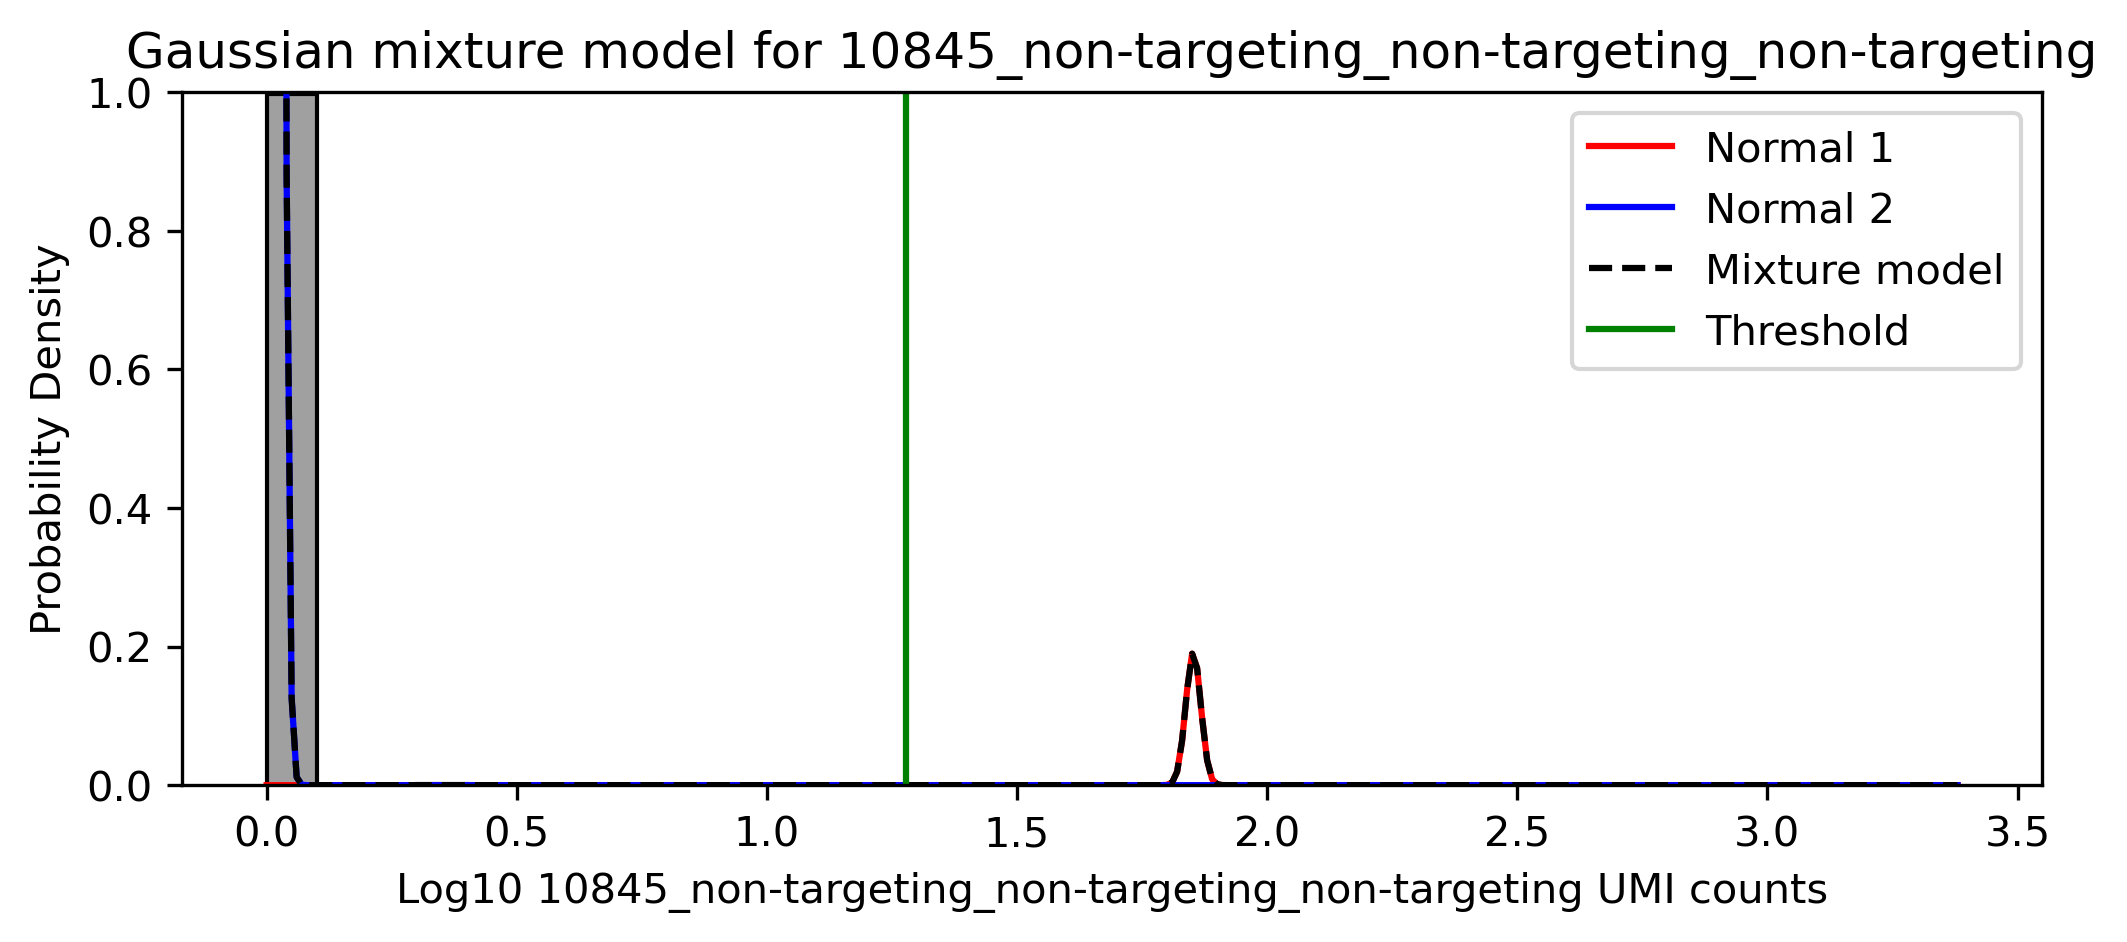 Gaussian mixture model for 10845_non-targeting_non-targeting_non-targeting
1.0
0.8
0.6
0.4
0.2
0.0
Probability Density
Normal 1
Normal 2
Mixture model
Threshold
0.0 0.5 1.0 1.5 2.0 2.5 3.0 3.5
Log10 10845_non-targeting_non-targeting_non-targeting UMI counts